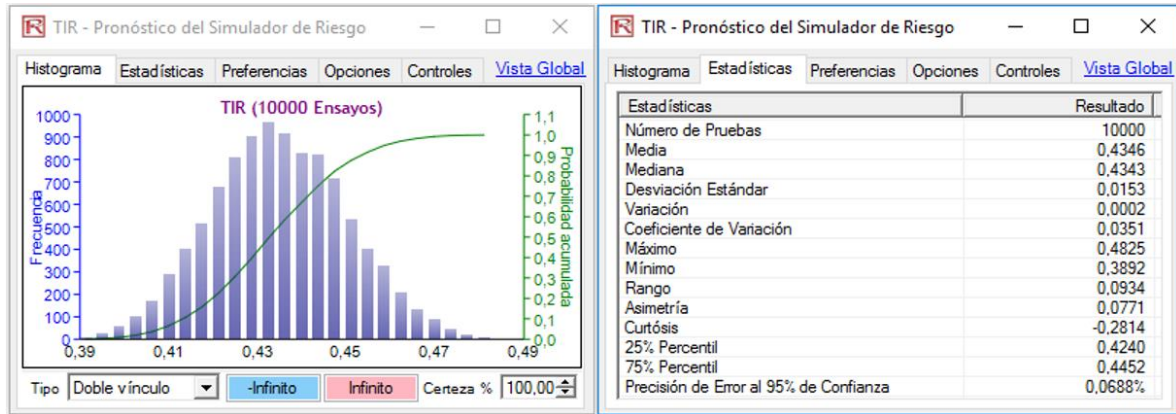 TIR - Pronóstico del Simulador de Riesgo
Histograma Estadísticas Preferencias Opciones Controles Vista Global
TIR (10000 Ensayos)
Frecuencia
1000
900
800
700
600
500
400
300
200
100
0
0,39 0,41 0,43 0,45 0,47 0,49
1,1
1,0
0,9
0,8
0,7
0,6
0,5
0,4
0,3
0,2
0,1
0,0
Probabilidad acumulada
Tipo Doble vínculo -Infinito Infinito Certeza % 100,00
TIR - Pronóstico del Simulador de Riesgo
Histograma Estadísticas Preferencias Opciones Controles Vista Global
Estadísticas Resultado
Número de Pruebas 10000
Media 0,4346
Mediana 0,4343
Desviación Estándar 0,0153
Variación 0,0002
Coeficiente de Variación 0,0351
Máximo 0,4825
Mínimo 0,3892
Rango 0,0934
Asimetría 0,0771
Curtósis -0,2814
25% Percentil 0,4240
75% Percentil 0,4452
Precisión de Error al 95% de Confianza 0,0688%